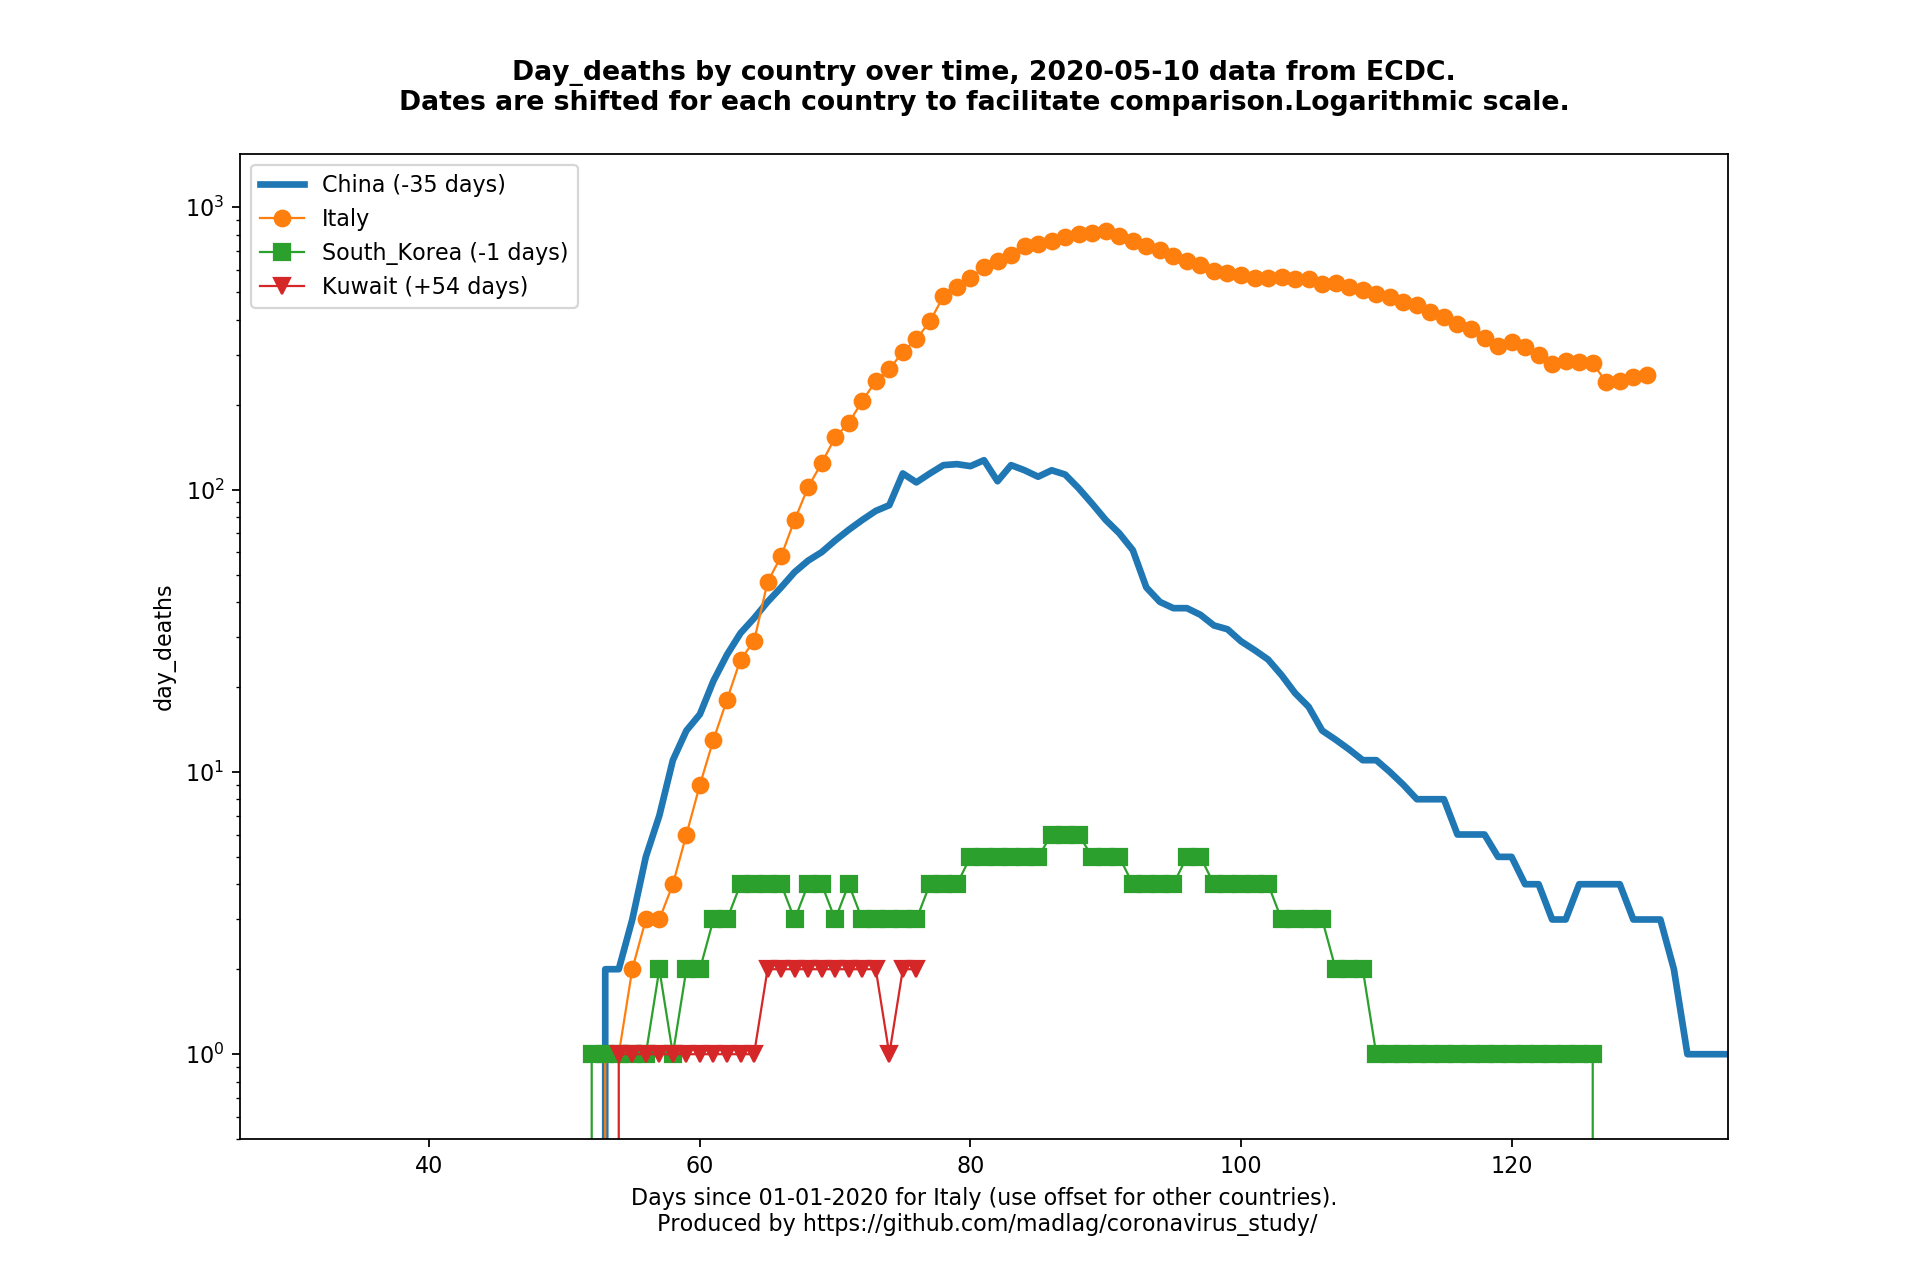 Day_deaths by country over time, 2020-05-10 data from ECDC.
Dates are shifted for each country to facilitate comparison.Logarithmic scale.
China (-35 days)
Italy
South_Korea (-1 days)
Kuwait (+54 days)
10³
10²
10¹
10⁰
day_deaths
40 60 80 100 120
Days since 01-01-2020 for Italy (use offset for other countries).
Produced by https://github.com/madlag/coronavirus_study/